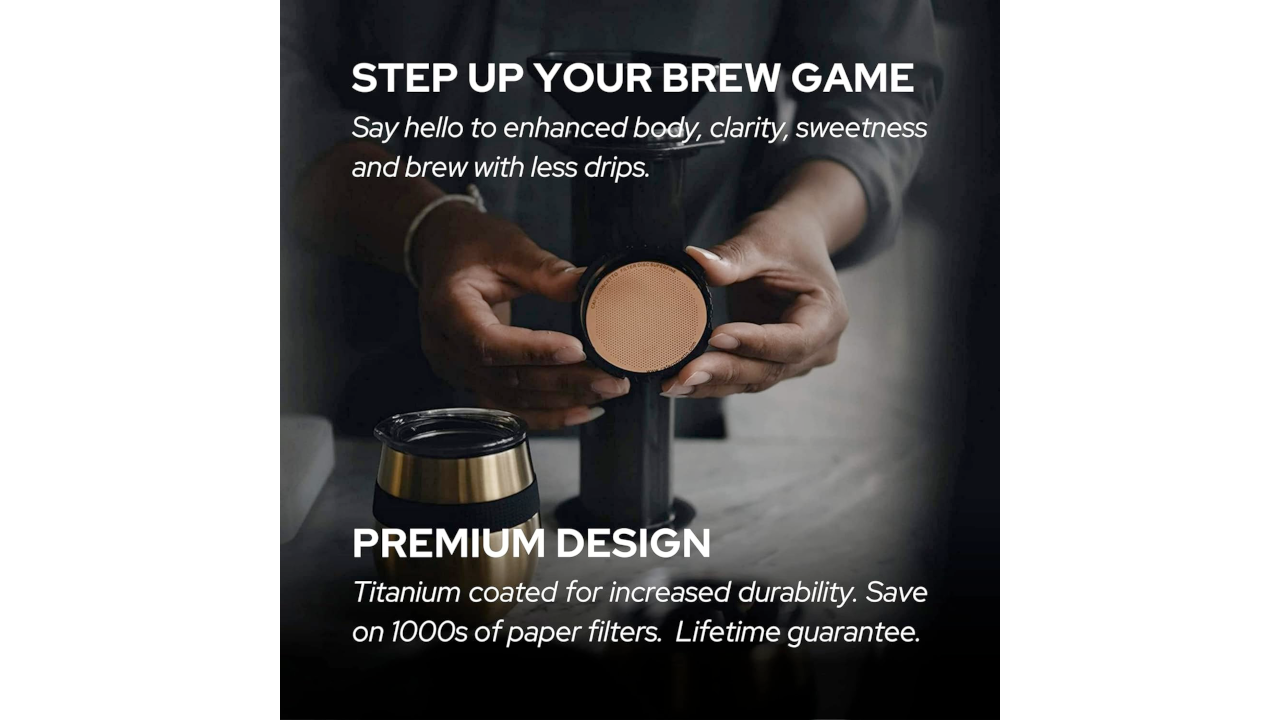 STEP UP YOUR BREW GAME
Say hello to enhanced body, clarity, sweetness
and brew with less drips.
PREMIUM DESIGN
Titanium coated for increased durability. Save
on 1000s of paper filters.  Lifetime guarantee.